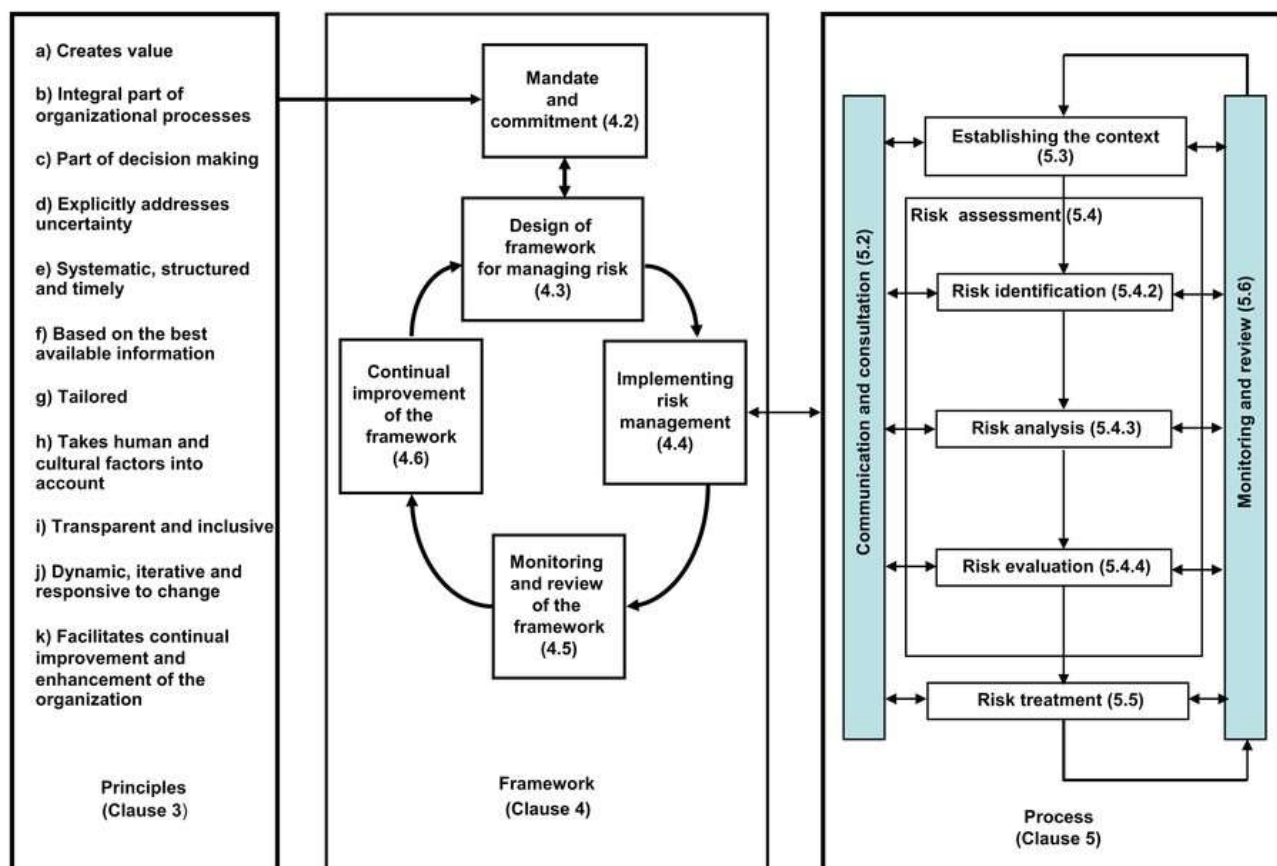 a) Creates value
b) Integral part of
organizational processes
c) Part of decision making
d) Explicitly addresses
uncertainty
e) Systematic, structured
and timely
f) Based on the best
available information
g) Tailored
h) Takes human and
cultural factors into
account
i) Transparent and inclusive
j) Dynamic, iterative and
responsive to change
k) Facilitates continual
improvement and
enhancement of the
organization
Principles
(Clause 3)
Mandate
and
commitment (4.2)
Design of
framework
for managing risk
(4.3)
Implementing
risk
management
(4.4)
Monitoring
and review
of the
framework
(4.5)
Continual
improvement
of the
framework
(4.6)
Framework
(Clause 4)
Communication and consultation (5.2)
Establishing the context
(5.3)
Risk assessment (5.4)
Risk identification (5.4.2)
Risk analysis (5.4.3)
Risk evaluation (5.4.4)
Risk treatment (5.5)
Monitoring and review (5.6)
Process
(Clause 5)